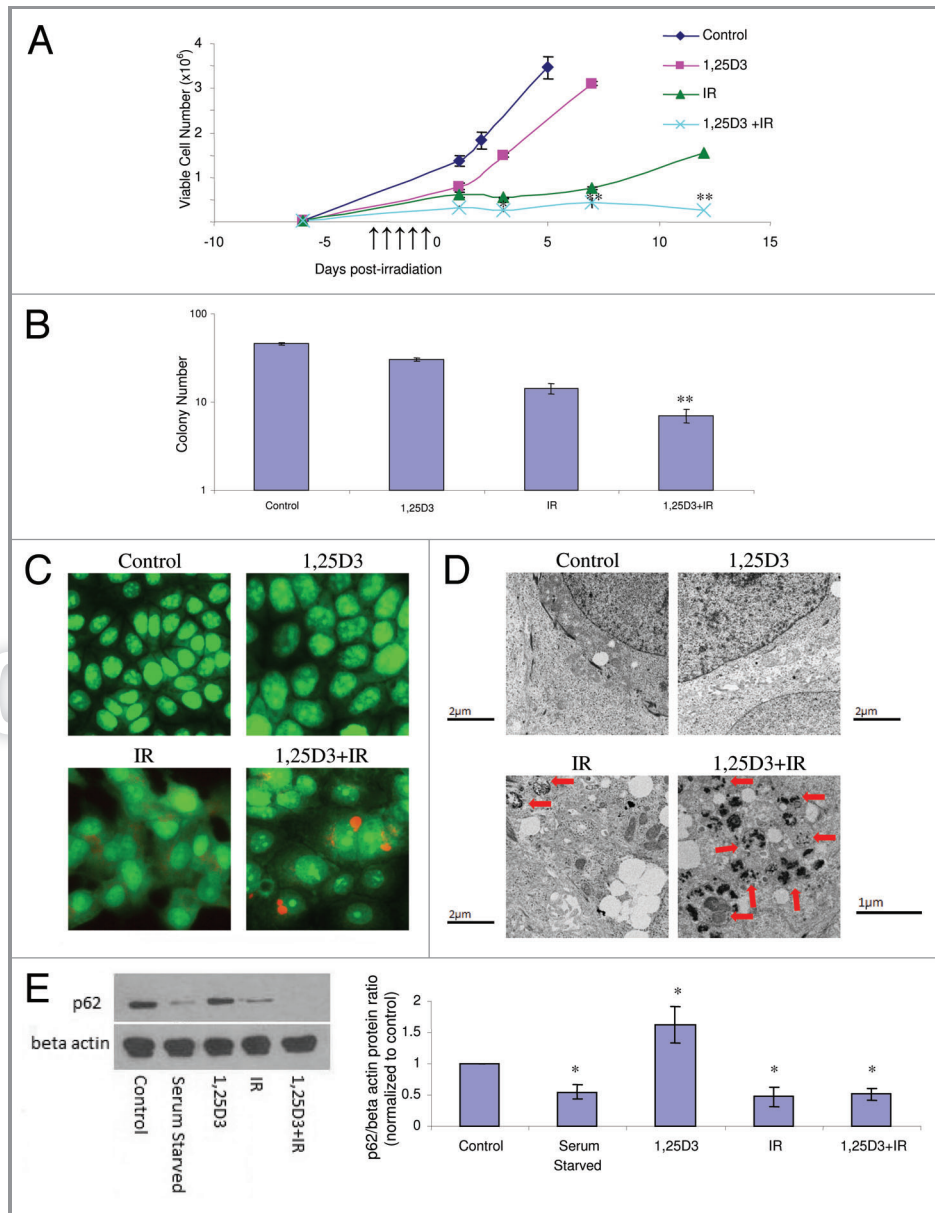 A
Viable Cell Number (x10⁶)
4
3
2
1
-10
-5
0
5
10
15
Days post-irradiation
Control
1,25D3
IR
1,25D3 +IR
*
**
**
B
Colony Number
100
10
1
**
Control
1,25D3
IR
1,25D3+IR
C
Control
1,25D3
IR
1,25D3+IR
D
Control
1,25D3
2µm
2µm
IR
1,25D3+IR
2µm
1µm
E
p62
beta actin
Control
Serum Starved
1,25D3
IR
1,25D3+IR
p62/beta actin protein ratio
(normalized to control)
2
1.5
1
0.5
0
*
*
*
*
Control
Serum
Starved
1,25D3
IR
1,25D3+IR